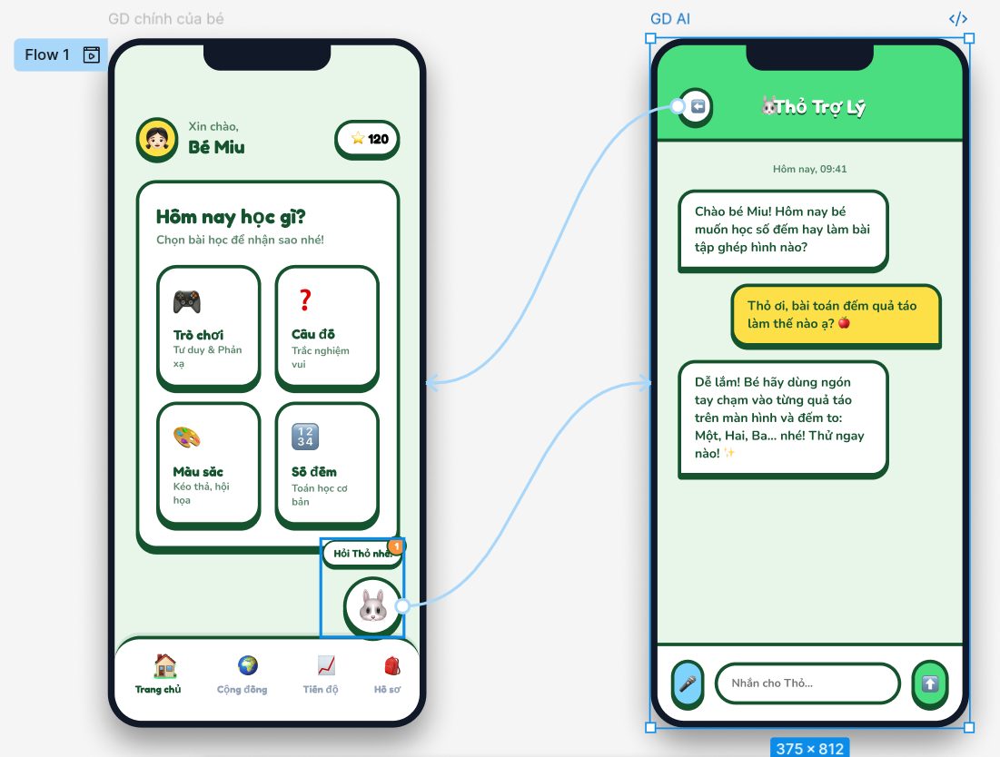 GD chính của bé
Flow 1
Xin chào,
Bé Miu
120
Hôm nay học gì?
Chọn bài học để nhận sao nhé!
Trò chơi
Tư duy & Phản
xạ
Câu đố
Trắc nghiệm
vui
Màu sắc
Kéo thả, hội
họa
1 2
3 4
Số đếm
Toán học cơ
bản
Hỏi Thỏ nhé!
1
Trang chủ
Cộng đồng
Tiến độ
Hồ sơ
GD AI
Thỏ Trợ Lý
Hôm nay, 09:41
Chào bé Miu! Hôm nay bé
muốn học số đếm hay làm bài
tập ghép hình nào?
Thỏ ơi, bài toán đếm quả táo
làm thế nào ạ?
Dễ lắm! Bé hãy dùng ngón
tay chạm vào từng quả táo
trên màn hình và đếm to:
Một, Hai, Ba... nhé! Thử ngay
nào!
Nhắn cho Thỏ...
375 × 812